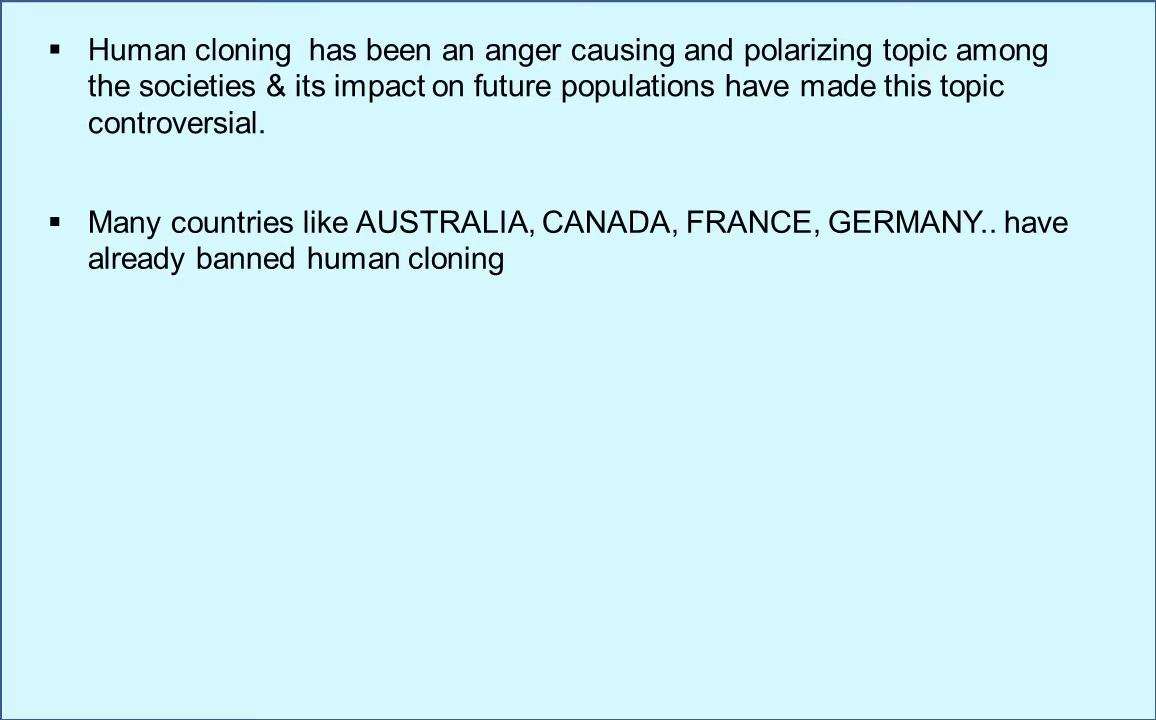 ▪ Human cloning  has been an anger causing and polarizing topic among
the societies & its impact on future populations have made this topic
controversial.
▪ Many countries like AUSTRALIA, CANADA, FRANCE, GERMANY.. have
already banned human cloning